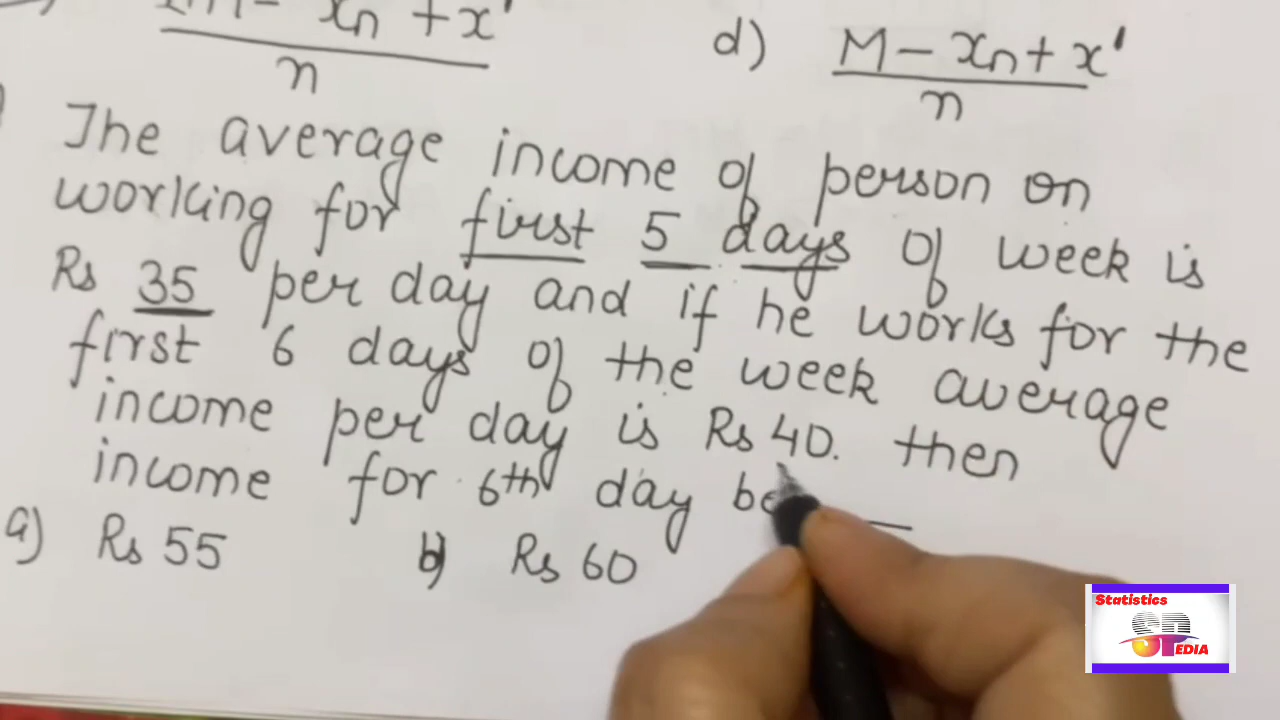 xn + x'
n
d) M - xn + x'
n
The average income of person on
working for first 5 days of week is
Rs 35 per day and if he works for the
first 6 days of the week average
income per day is Rs 40. then
income for 6th day be _
a) Rs 55 b) Rs 60
Statistics
EDIA